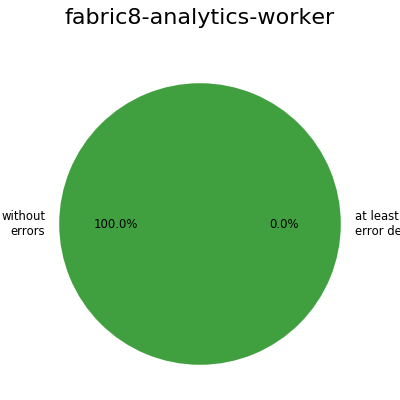 fabric8-analytics-worker
without
errors
100.0%
0.0%
at least
error de